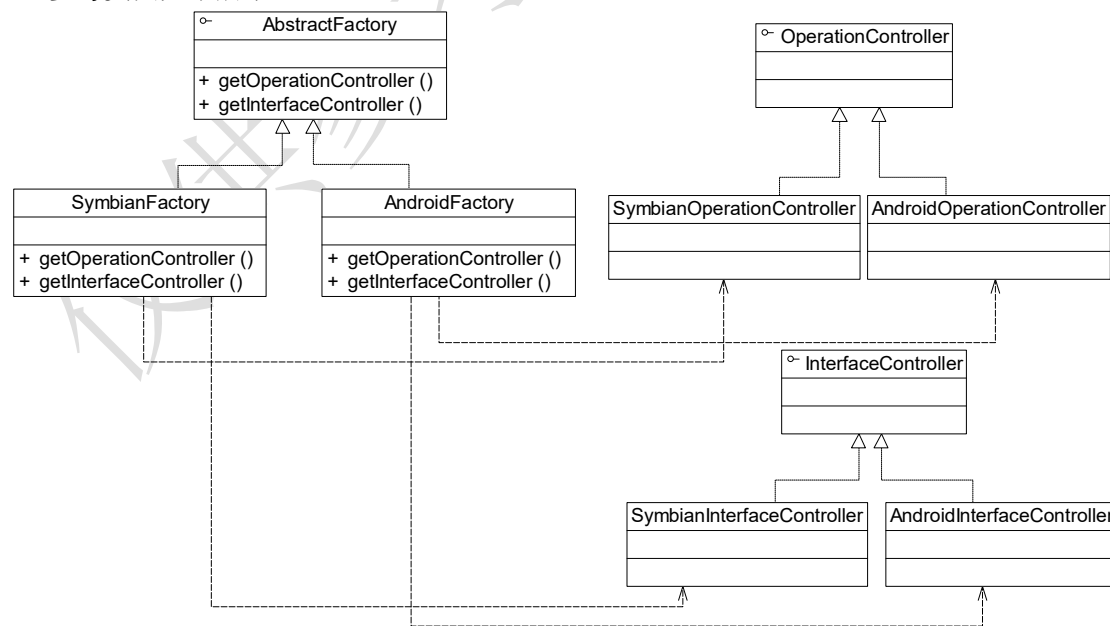 AbstractFactory
+ getOperationController ()
+ getInterfaceController ()
OperationController
SymbianFactory
+ getOperationController ()
+ getInterfaceController ()
AndroidFactory
+ getOperationController ()
+ getInterfaceController ()
SymbianOperationController
AndroidOperationController
InterfaceController
SymbianInterfaceController
AndroidInterfaceController